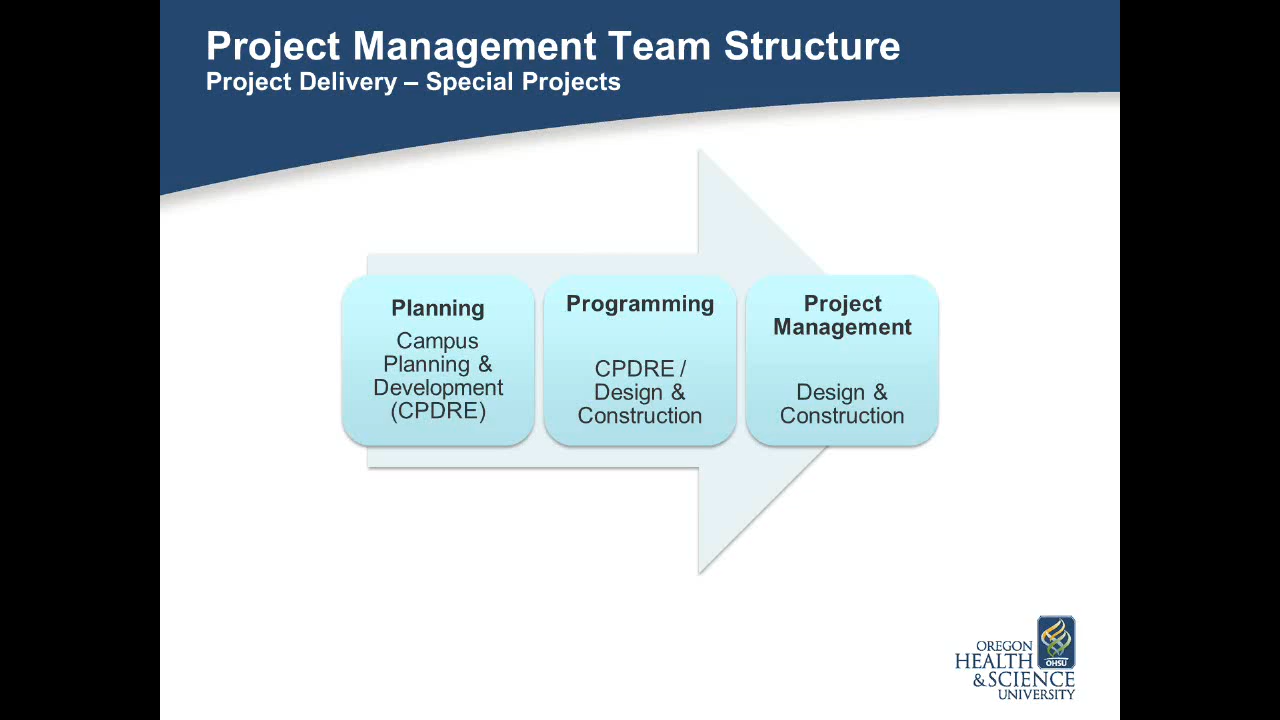 Project Management Team Structure
Project Delivery – Special Projects
Planning
Campus
Planning &
Development
(CPDRE)
Programming
CPDRE /
Design &
Construction
Project
Management
Design &
Construction
OREGON
HEALTH
&SCIENCE
UNIVERSITY
OHSU